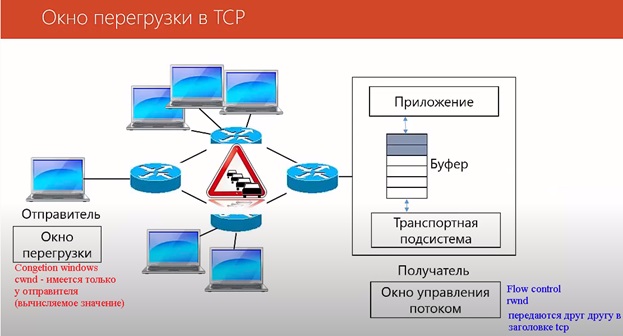 Окно перегрузки в TCP
Приложение
Буфер
Транспортная
подсистема
Отправитель
Окно
перегрузки
Congetion windows
cwnd - имеется только
у отправителя
(вычисляемое значение)
Получатель
Окно управления
потоком
Flow control
rwnd
передаются друг другу в
заголовке tcp